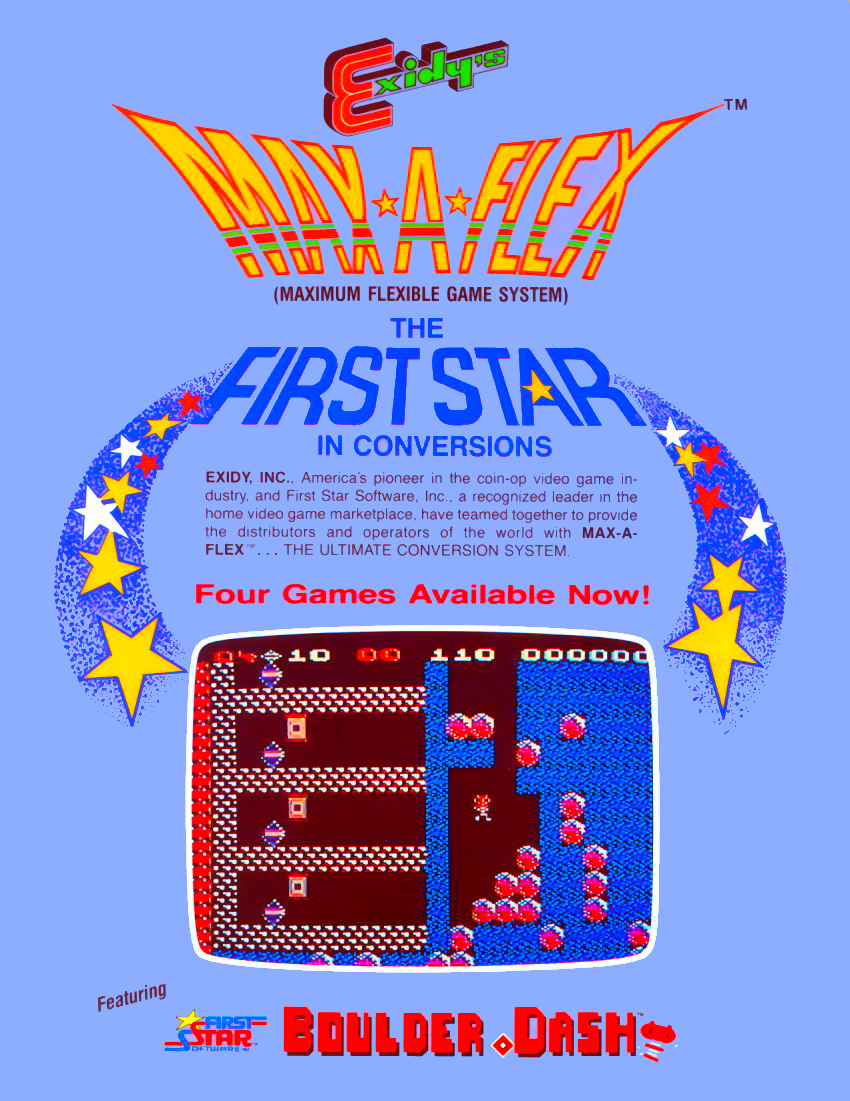 Exidy's
MAX-A-FLEX TM
(MAXIMUM FLEXIBLE GAME SYSTEM)
THE
FIRST STAR
IN CONVERSIONS
EXIDY, INC., America's pioneer in the coin-op video game in-
dustry, and First Star Software, Inc., a recognized leader in the
home video game marketplace, have teamed together to provide
the distributors and operators of the world with MAX-A-
FLEX™... THE ULTIMATE CONVERSION SYSTEM.
Four Games Available Now!
10 00 110 000000
Featuring
FIRST
STAR
SOFTWARE INC.
BOULDER DASH™